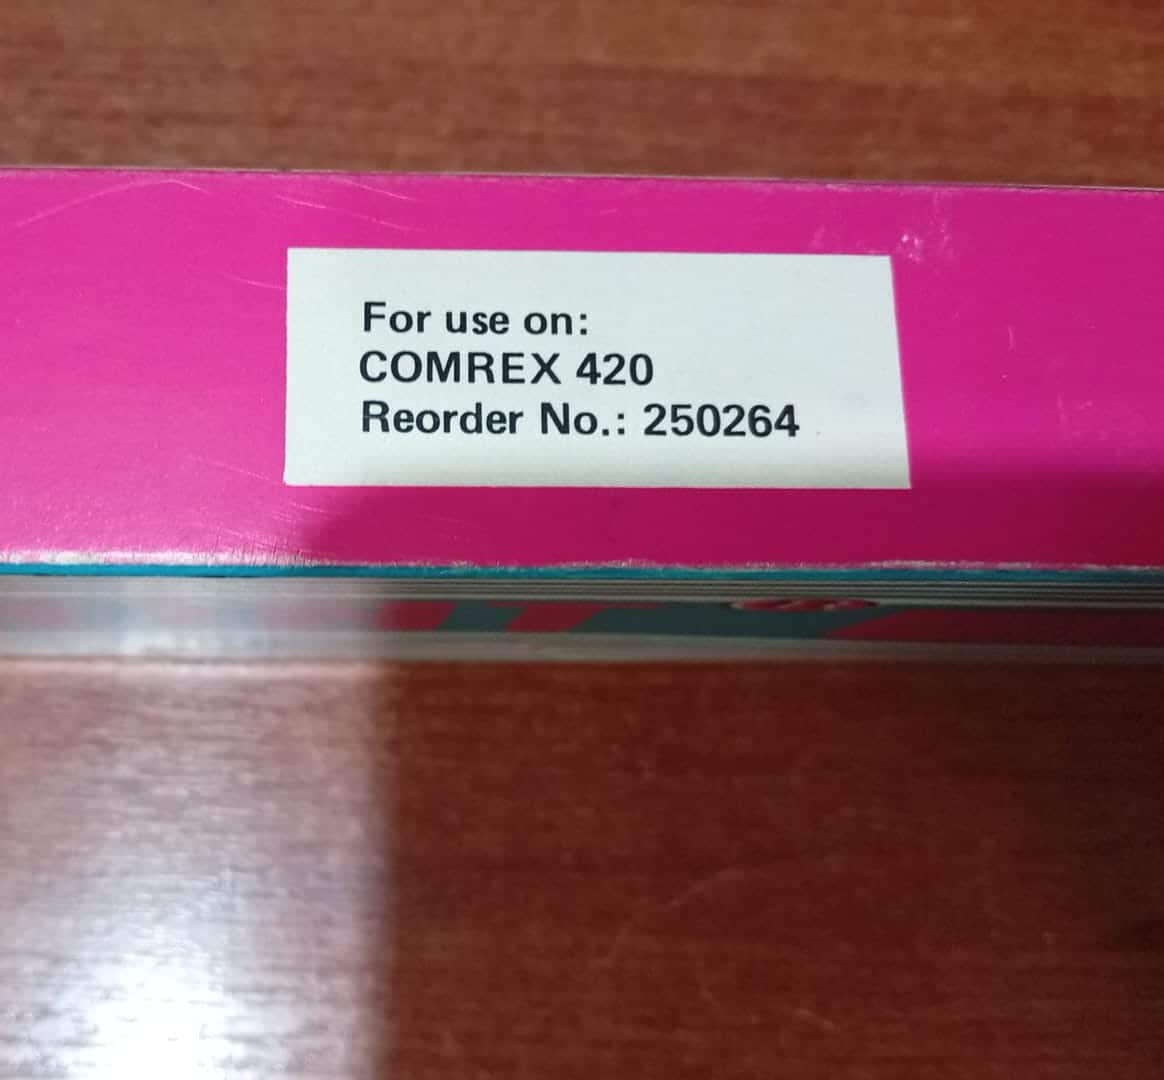 For use on:
COMREX 420
Reorder No.: 250264